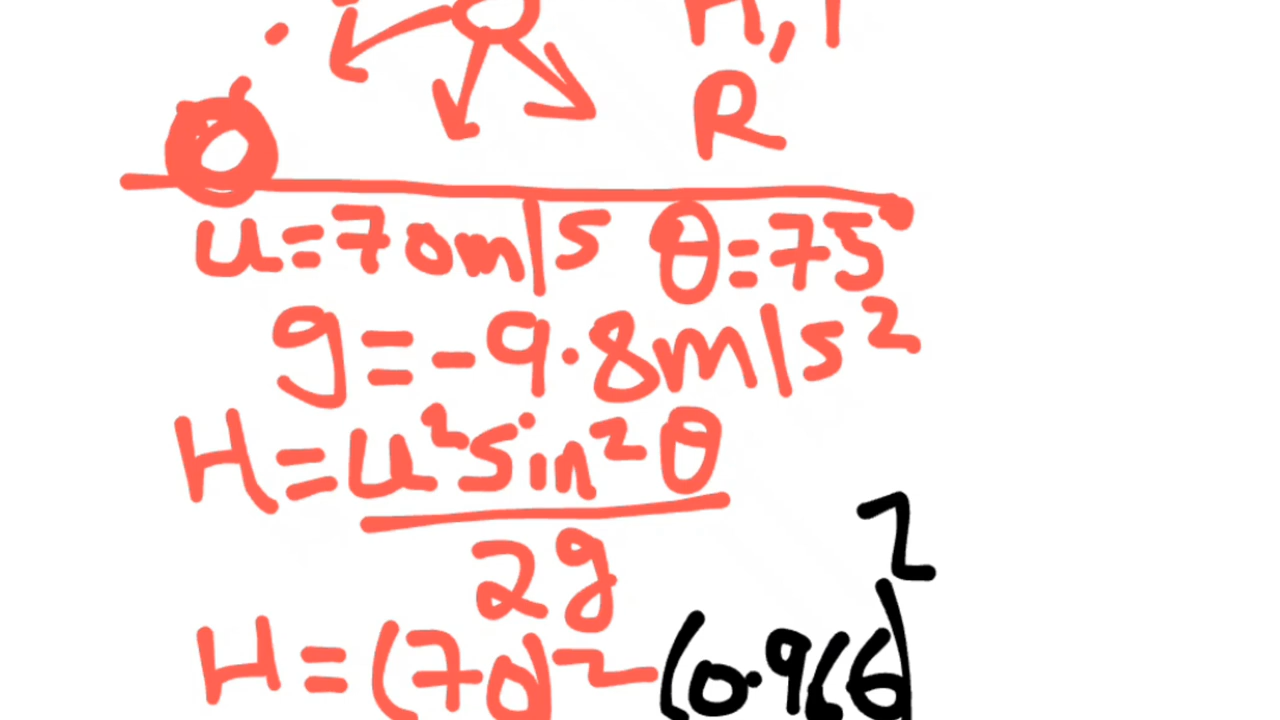 H, T
R
u=70m/s θ=75°
g=-9.8m/s²
H=u²sin²θ
2g
H=(70)²(0.966)²